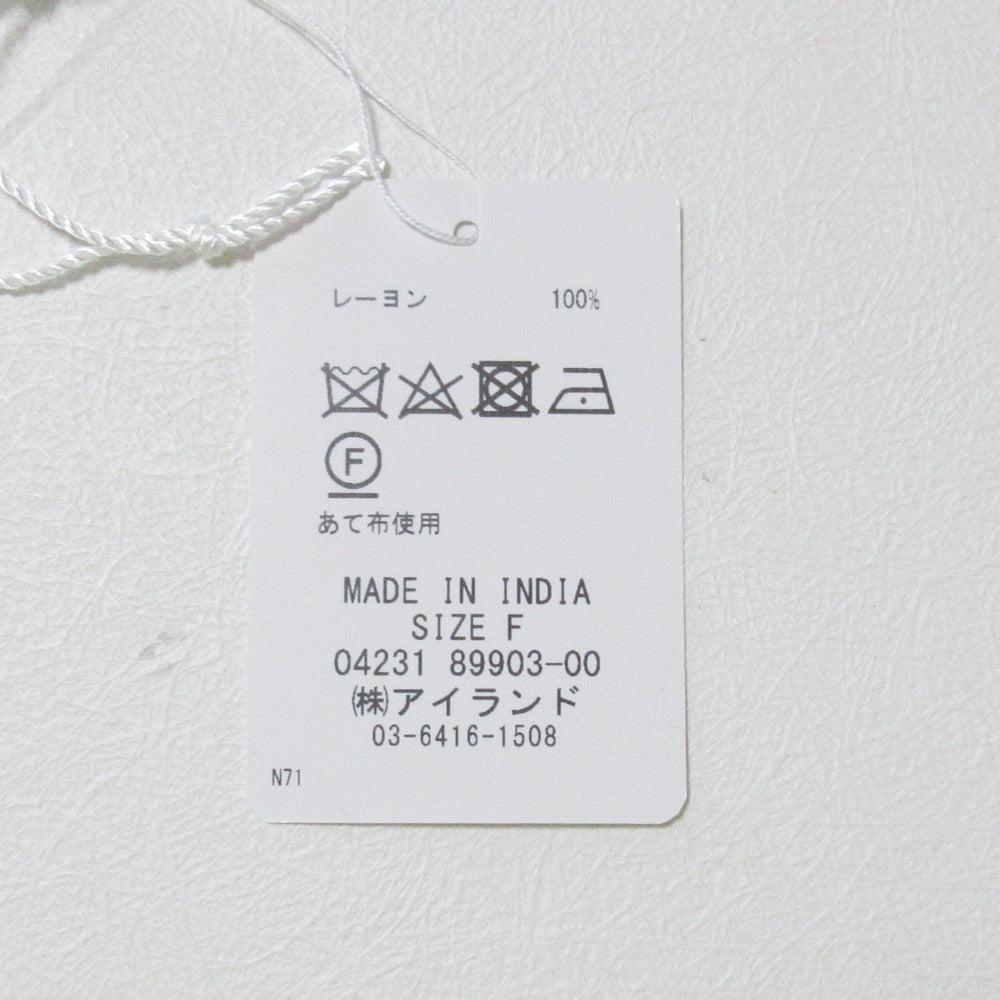 レーヨン 100%
F
あて布使用
MADE IN INDIA
SIZE F
04231 89903-00
㈱アイランド
03-6416-1508
N71